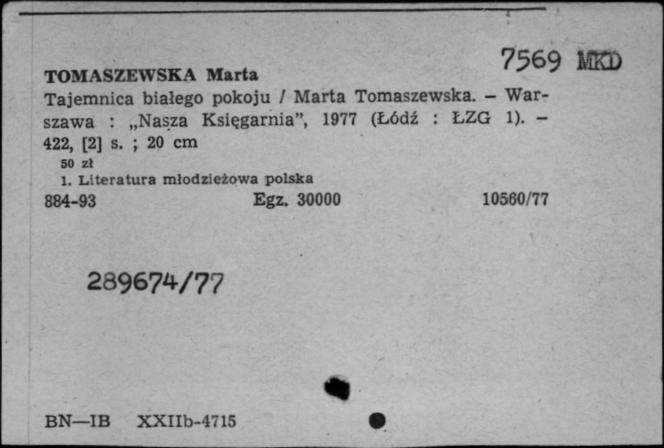 7569 MKD
TOMASZEWSKA Marta
Tajemnica białego pokoju / Marta Tomaszewska. – War-
szawa : „Nasza Księgarnia”, 1977 (Łódź : ŁZG 1). –
422, [2] s. ; 20 cm
50 zł
1. Literatura młodzieżowa polska
884-93 Egz. 30000 10560/77
289674/77
BN—IB XXIIb-4715